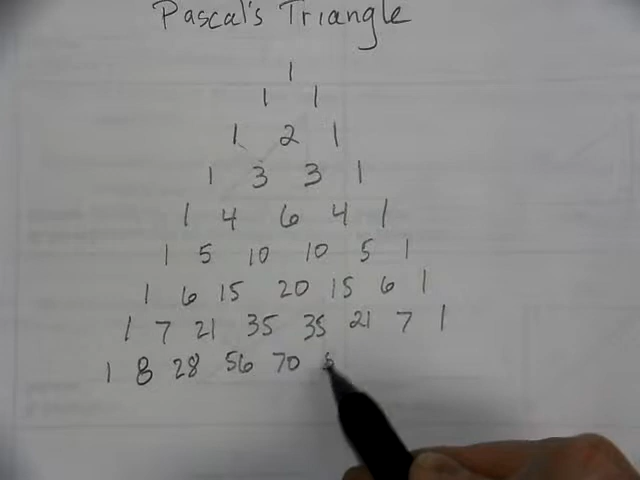 Pascal's Triangle
1
1 1
1 2 1
1 3 3 1
1 4 6 4 1
1 5 10 10 5 1
1 6 15 20 15 6 1
1 7 21 35 35 21 7 1
1 8 28 56 70